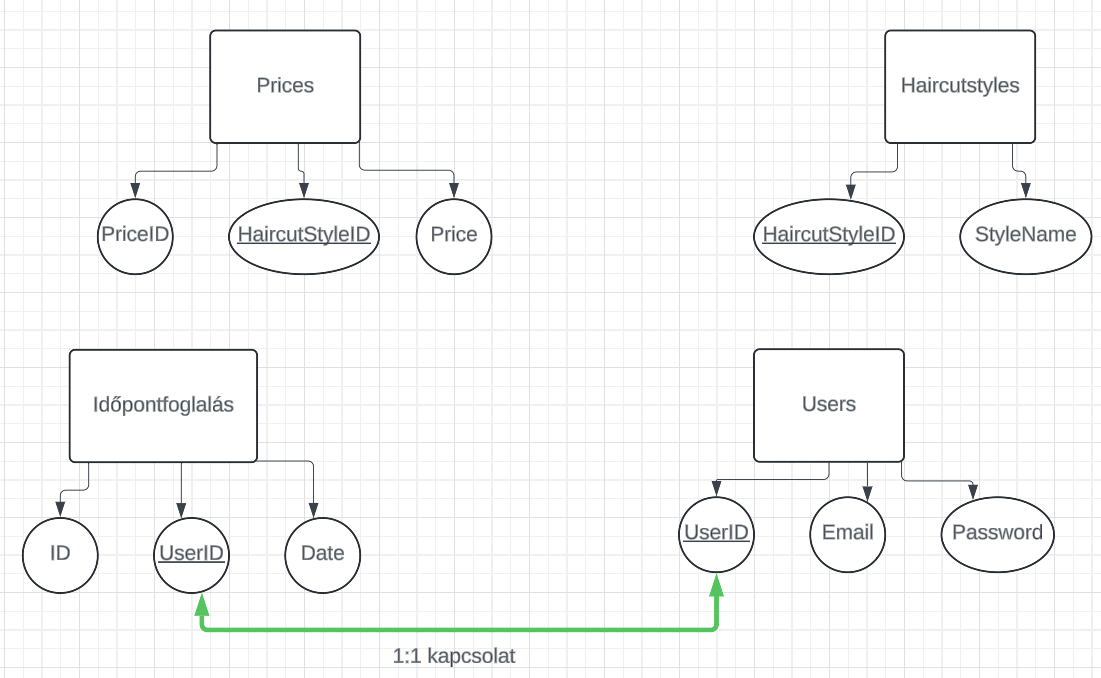 Prices
Haircutstyles
PriceID
HaircutStyleID
Price
HaircutStyleID
StyleName
Időpontfoglalás
Users
ID
UserID
Date
UserID
Email
Password
1:1 kapcsolat